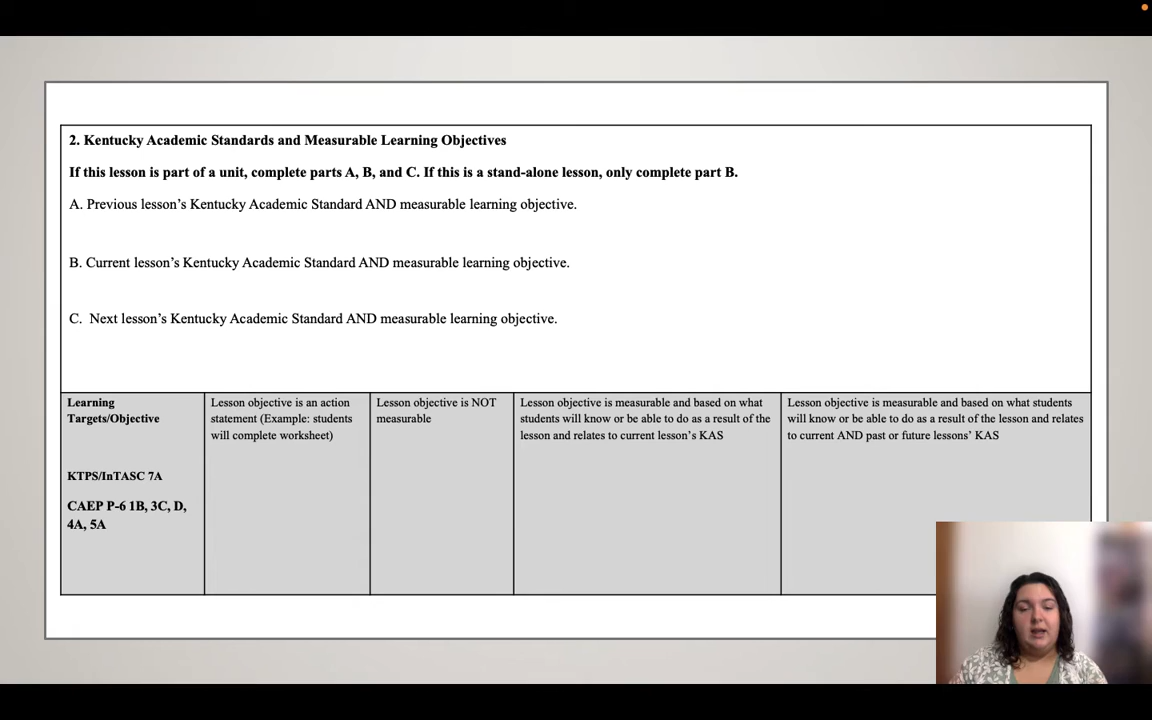 2. Kentucky Academic Standards and Measurable Learning Objectives
If this lesson is part of a unit, complete parts A, B, and C. If this is a stand-alone lesson, only complete part B.
A. Previous lesson’s Kentucky Academic Standard AND measurable learning objective.
B. Current lesson’s Kentucky Academic Standard AND measurable learning objective.
C.  Next lesson’s Kentucky Academic Standard AND measurable learning objective.
Learning
Targets/Objective
KTPS/InTASC 7A
CAEP P-6 1B, 3C, D,
4A, 5A
Lesson objective is an action
statement (Example: students
will complete worksheet)
Lesson objective is NOT
measurable
Lesson objective is measurable and based on what
students will know or be able to do as a result of the
lesson and relates to current lesson’s KAS
Lesson objective is measurable and based on what students
will know or be able to do as a result of the lesson and relates
to current AND past or future lessons’ KAS